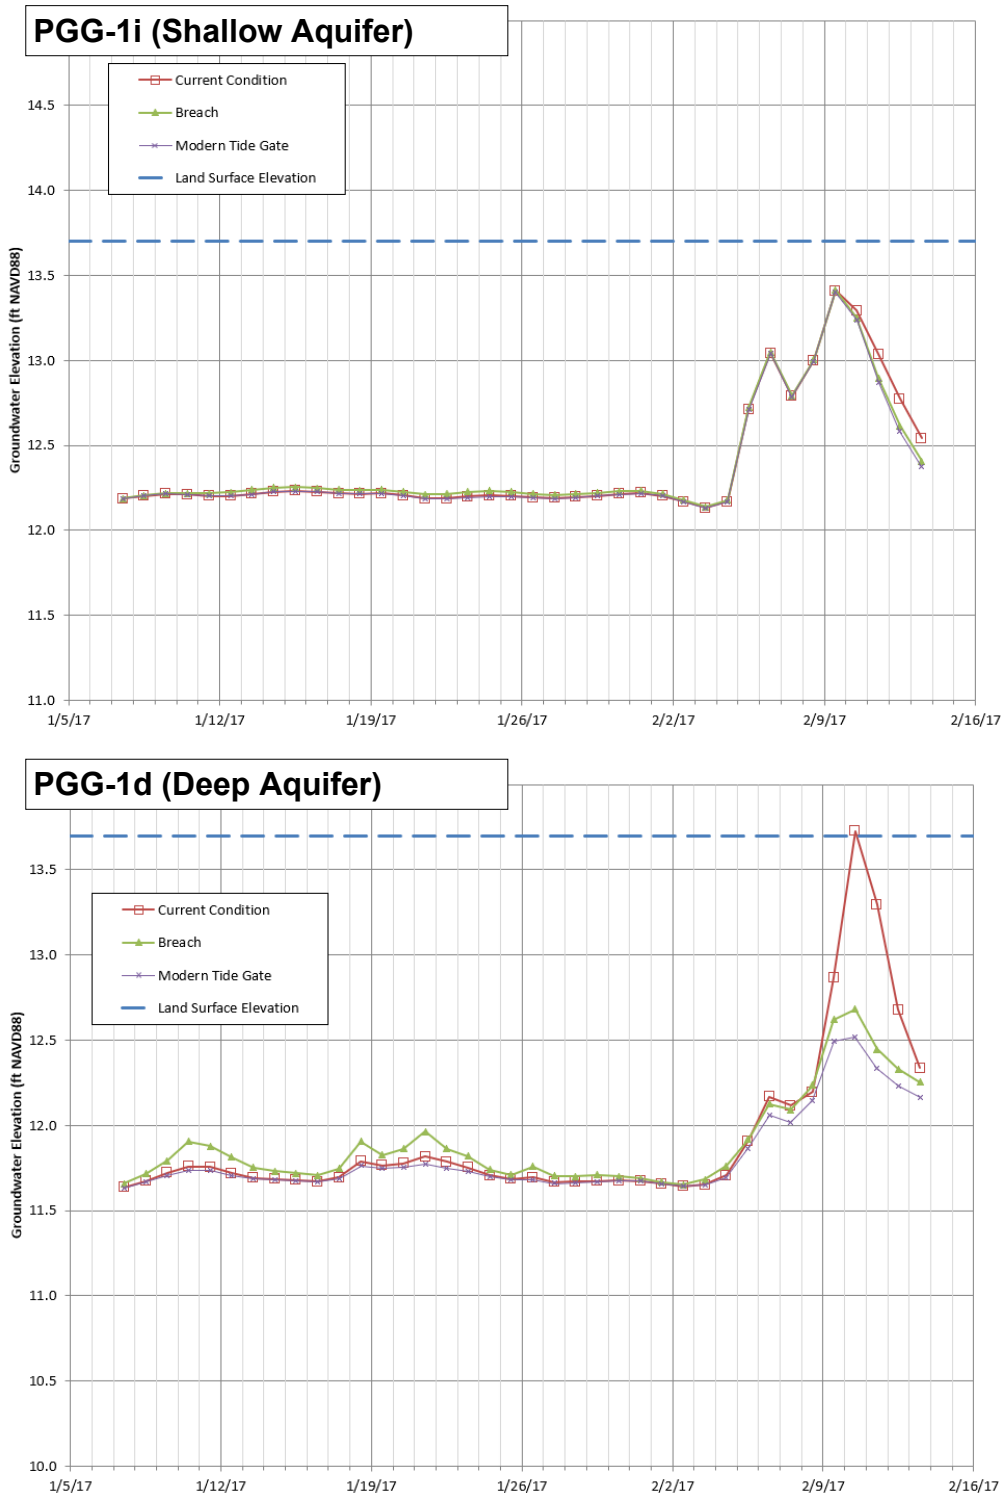 PGG-1i (Shallow Aquifer)
Current Condition
Breach
Modern Tide Gate
Land Surface Elevation
Groundwater Elevation (ft NAVD88)
14.5
14.0
13.5
13.0
12.5
12.0
11.5
11.0
1/5/17 1/12/17 1/19/17 1/26/17 2/2/17 2/9/17 2/16/17
PGG-1d (Deep Aquifer)
Current Condition
Breach
Modern Tide Gate
Land Surface Elevation
Groundwater Elevation (ft NAVD88)
13.5
13.0
12.5
12.0
11.5
11.0
10.5
10.0
1/5/17 1/12/17 1/19/17 1/26/17 2/2/17 2/9/17 2/16/17